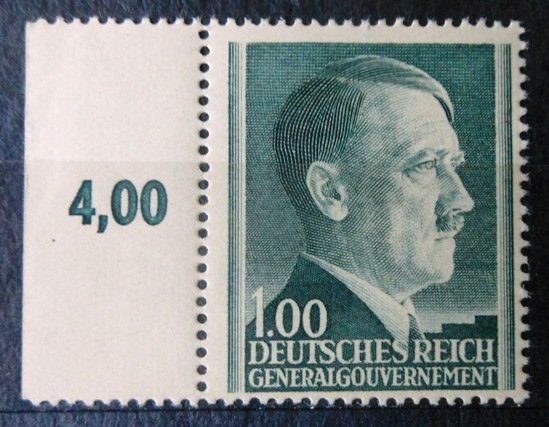 4,00
1.00
DEUTSCHES REICH
GENERALGOUVERNEMENT